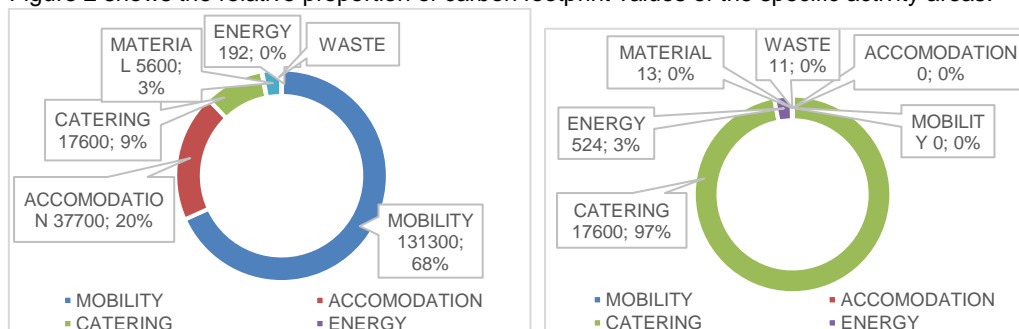 Figure 2 shows the relative proportion of carbon footprint values of the specific activity areas.
MATERIA
L 5600;
3%
ENERGY
192; 0%
WASTE
CATERING
17600; 9%
ACCOMODATIO
N 37700; 20%
MOBILITY
131300;
68%
MOBILITY
ACCOMODATION
CATERING
ENERGY
MATERIAL
13; 0%
WASTE
11; 0%
ACCOMODATION
0; 0%
ENERGY
524; 3%
MOBILIT
Y 0; 0%
CATERING
17600; 97%
MOBILITY
ACCOMODATION
CATERING
ENERGY